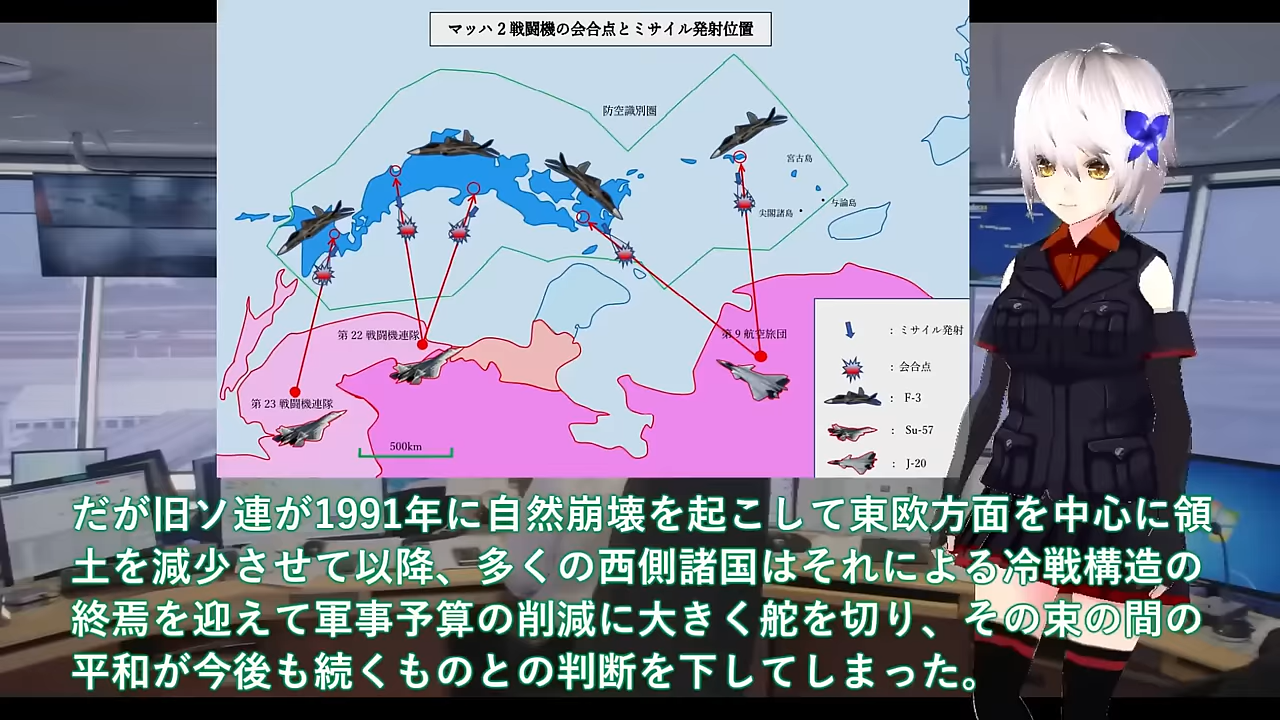 マッハ2戦闘機の会合点とミサイル発射位置
防空識別圏
宮古島
与論島
尖閣諸島
第22戦闘機連隊
第9航空旅団
第23戦闘機連隊
500km
：ミサイル発射
：会合点
：F-3
：Su-57
：J-20
だが旧ソ連が1991年に自然崩壊を起こして東欧方面を中心に領
土を減少させて以降、多くの西側諸国はそれによる冷戦構造の
終焉を迎えて軍事予算の削減に大きく舵を切り、その束の間の
平和が今後も続くものとの判断を下してしまった。